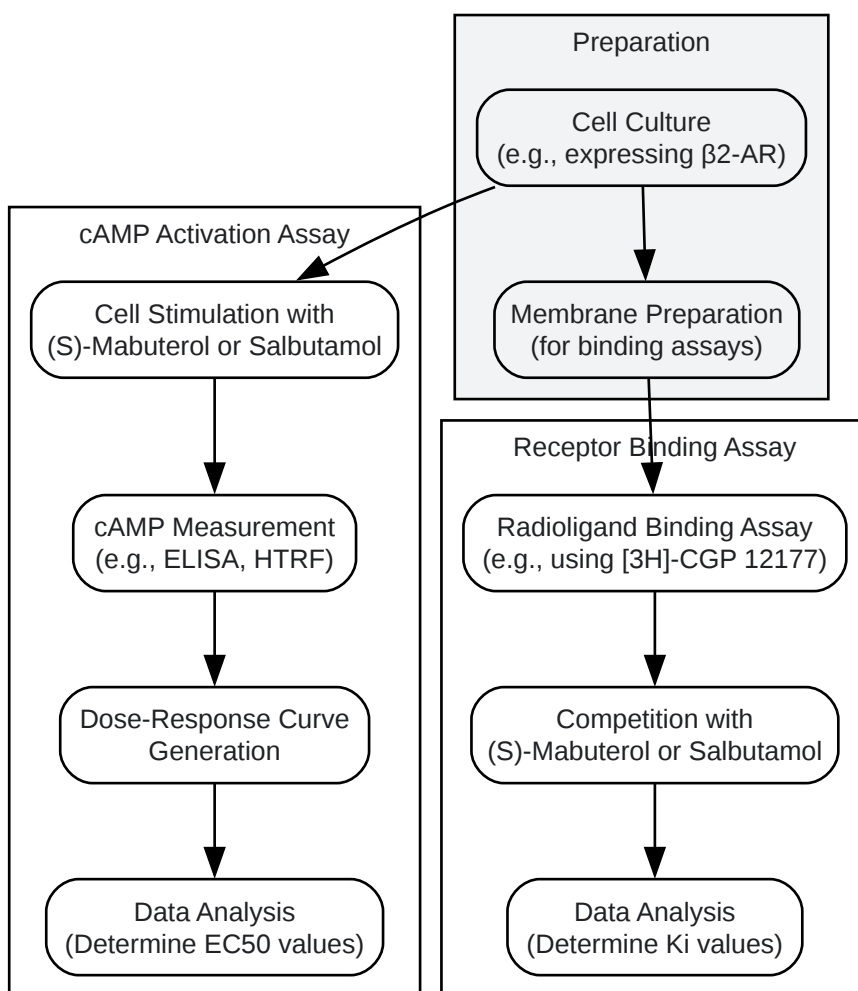 Preparation
Cell Culture
(e.g., expressing β2-AR)
Membrane Preparation
(for binding assays)
cAMP Activation Assay
Cell Stimulation with
(S)-Mabuterol or Salbutamol
cAMP Measurement
(e.g., ELISA, HTRF)
Dose-Response Curve
Generation
Data Analysis
(Determine EC50 values)
Receptor Binding Assay
Radioligand Binding Assay
(e.g., using [3H]-CGP 12177)
Competition with
(S)-Mabuterol or Salbutamol
Data Analysis
(Determine Ki values)